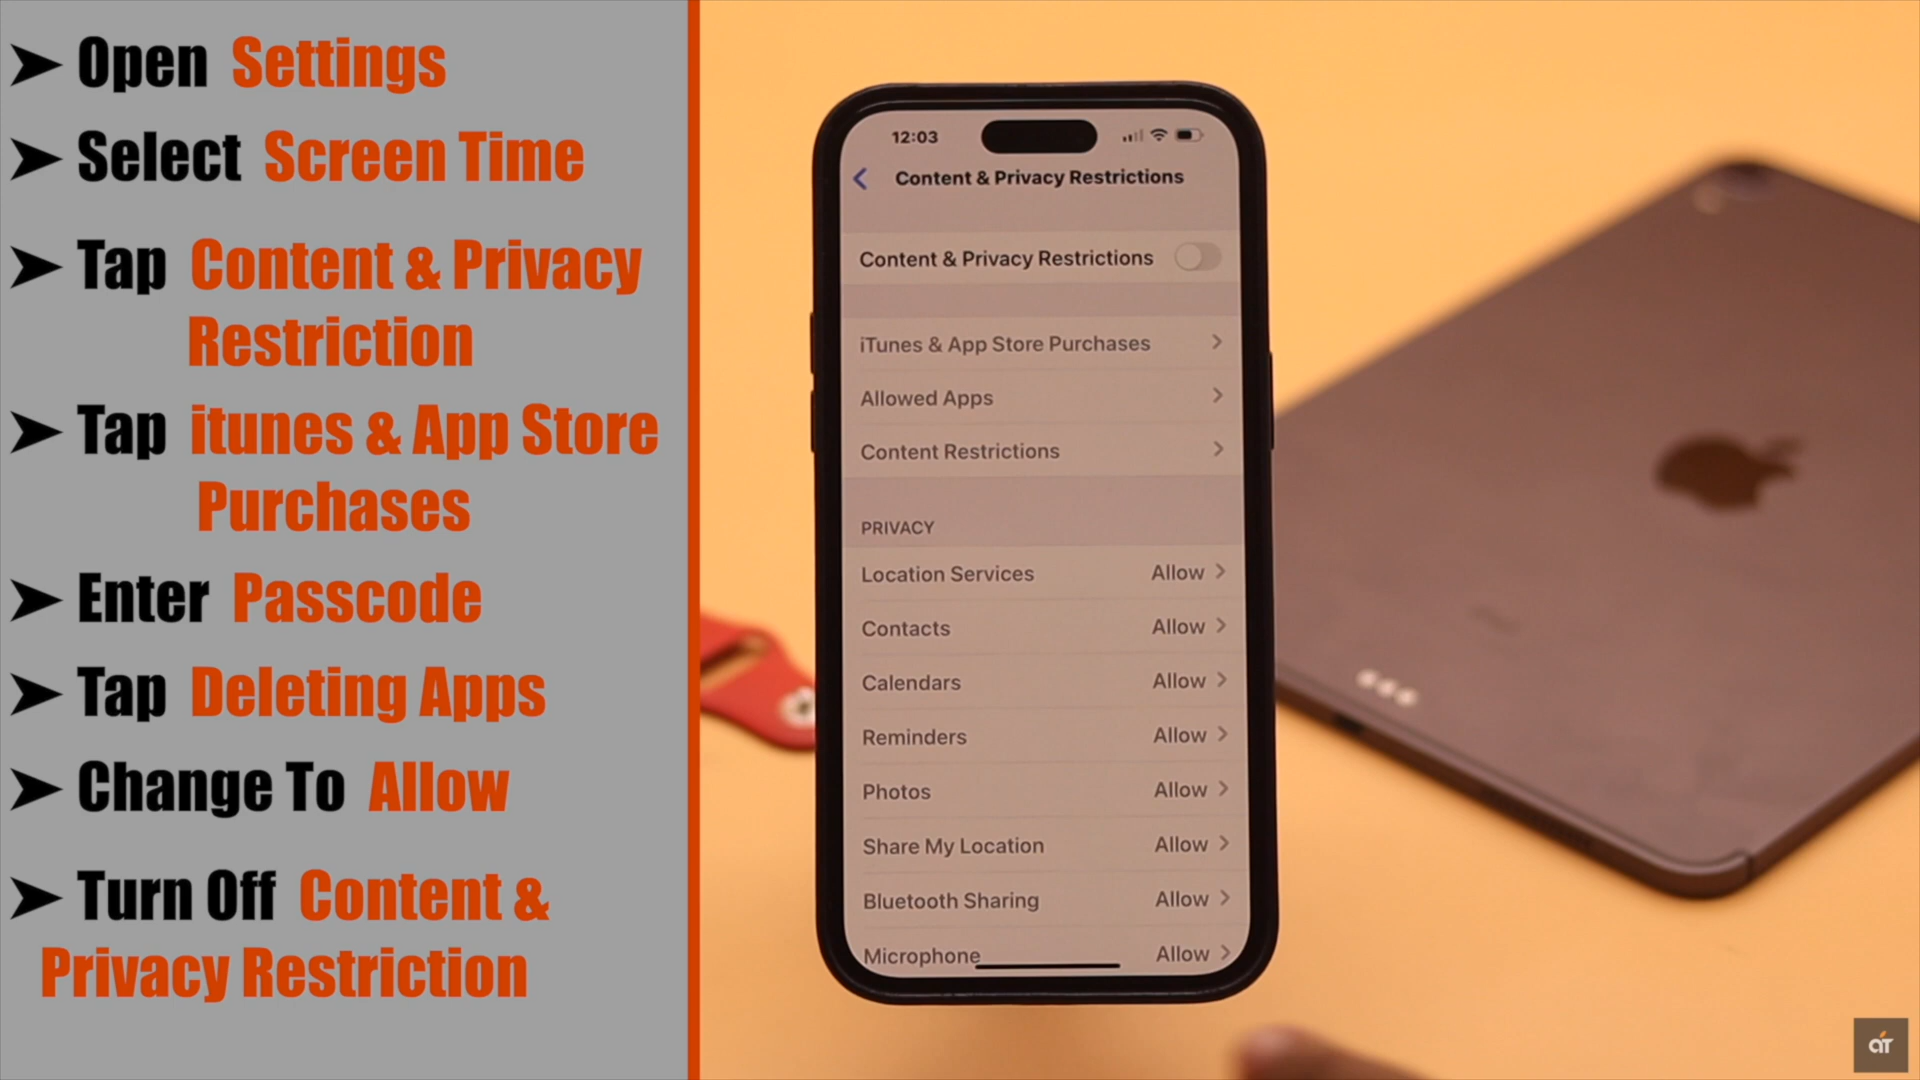 ➤ Open Settings
➤ Select Screen Time
➤ Tap Content & Privacy
Restriction
➤ Tap itunes & App Store
Purchases
➤ Enter Passcode
➤ Tap Deleting Apps
➤ Change To Allow
➤ Turn Off Content &
Privacy Restriction
12:03
Content & Privacy Restrictions
Content & Privacy Restrictions
iTunes & App Store Purchases
Allowed Apps
Content Restrictions
PRIVACY
Location Services Allow
Contacts Allow
Calendars Allow
Reminders Allow
Photos Allow
Share My Location Allow
Bluetooth Sharing Allow
Microphone Allow
ar